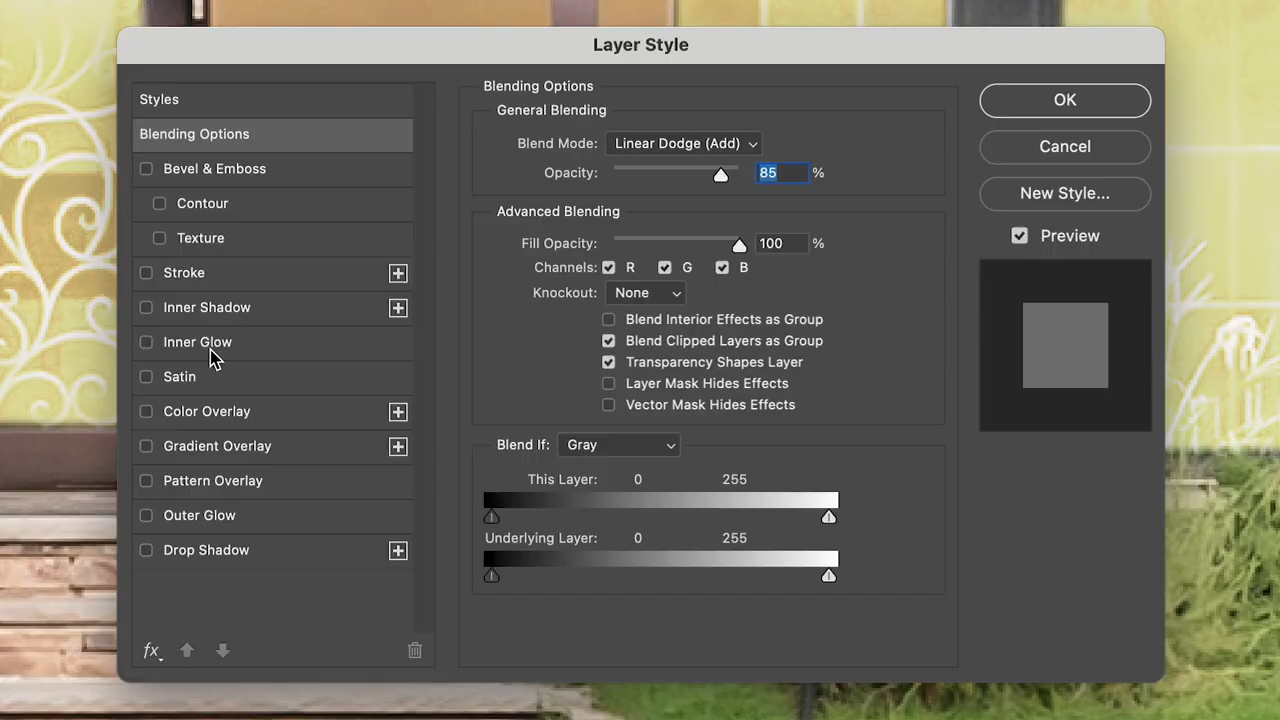 Layer Style
Styles
Blending Options
Bevel & Emboss
Contour
Texture
Stroke
Inner Shadow
Inner Glow
Satin
Color Overlay
Gradient Overlay
Pattern Overlay
Outer Glow
Drop Shadow
fx
Blending Options
General Blending
Blend Mode: Linear Dodge (Add)
Opacity: 85 %
Advanced Blending
Fill Opacity: 100 %
Channels: R G B
Knockout: None
Blend Interior Effects as Group
Blend Clipped Layers as Group
Transparency Shapes Layer
Layer Mask Hides Effects
Vector Mask Hides Effects
Blend If: Gray
This Layer: 0 255
Underlying Layer: 0 255
OK
Cancel
New Style...
Preview